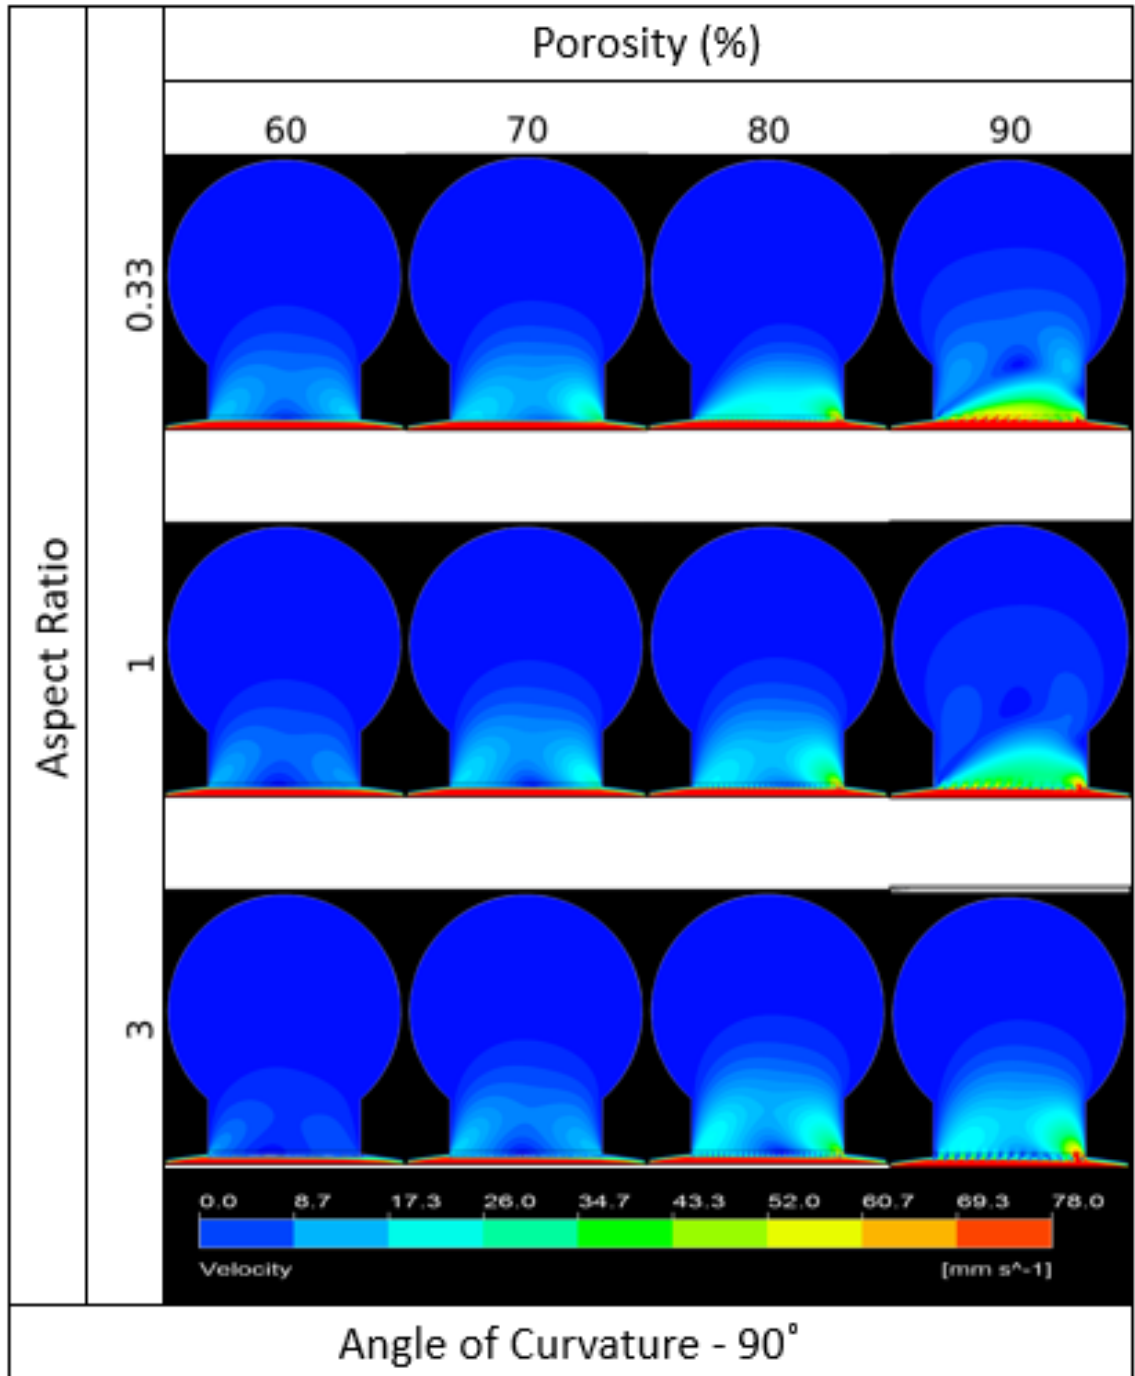 Porosity (%)
60 70 80 90
Aspect Ratio
0.33
1
3
0.0 8.7 17.3 26.0 34.7 43.3 52.0 60.7 69.3 78.0
Velocity [mm s^-1]
Angle of Curvature - 90°